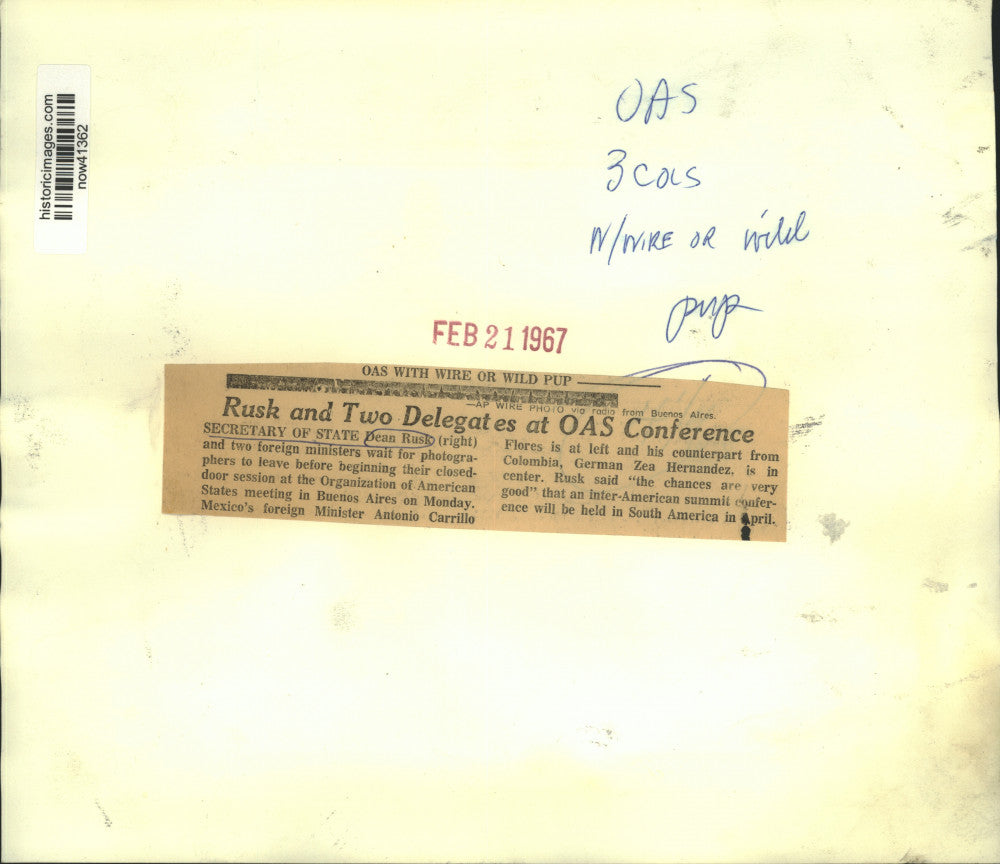 historicimages.com
now41362
OAS
3 cols
W/WIRE OR wild
pup
FEB 21 1967
OAS WITH WIRE OR WILD PUP
—AP WIRE PHOTO via radio from Buenos Aires.
Rusk and Two Delegates at OAS Conference
SECRETARY OF STATE Dean Rusk (right)
and two foreign ministers wait for photogra-
phers to leave before beginning their closed-
door session at the Organization of American
States meeting in Buenos Aires on Monday.
Mexico's foreign Minister Antonio Carrillo
Flores is at left and his counterpart from
Colombia, German Zea Hernandez, is in
center. Rusk said "the chances are very
good" that an inter-American summit confer-
ence will be held in South America in April.